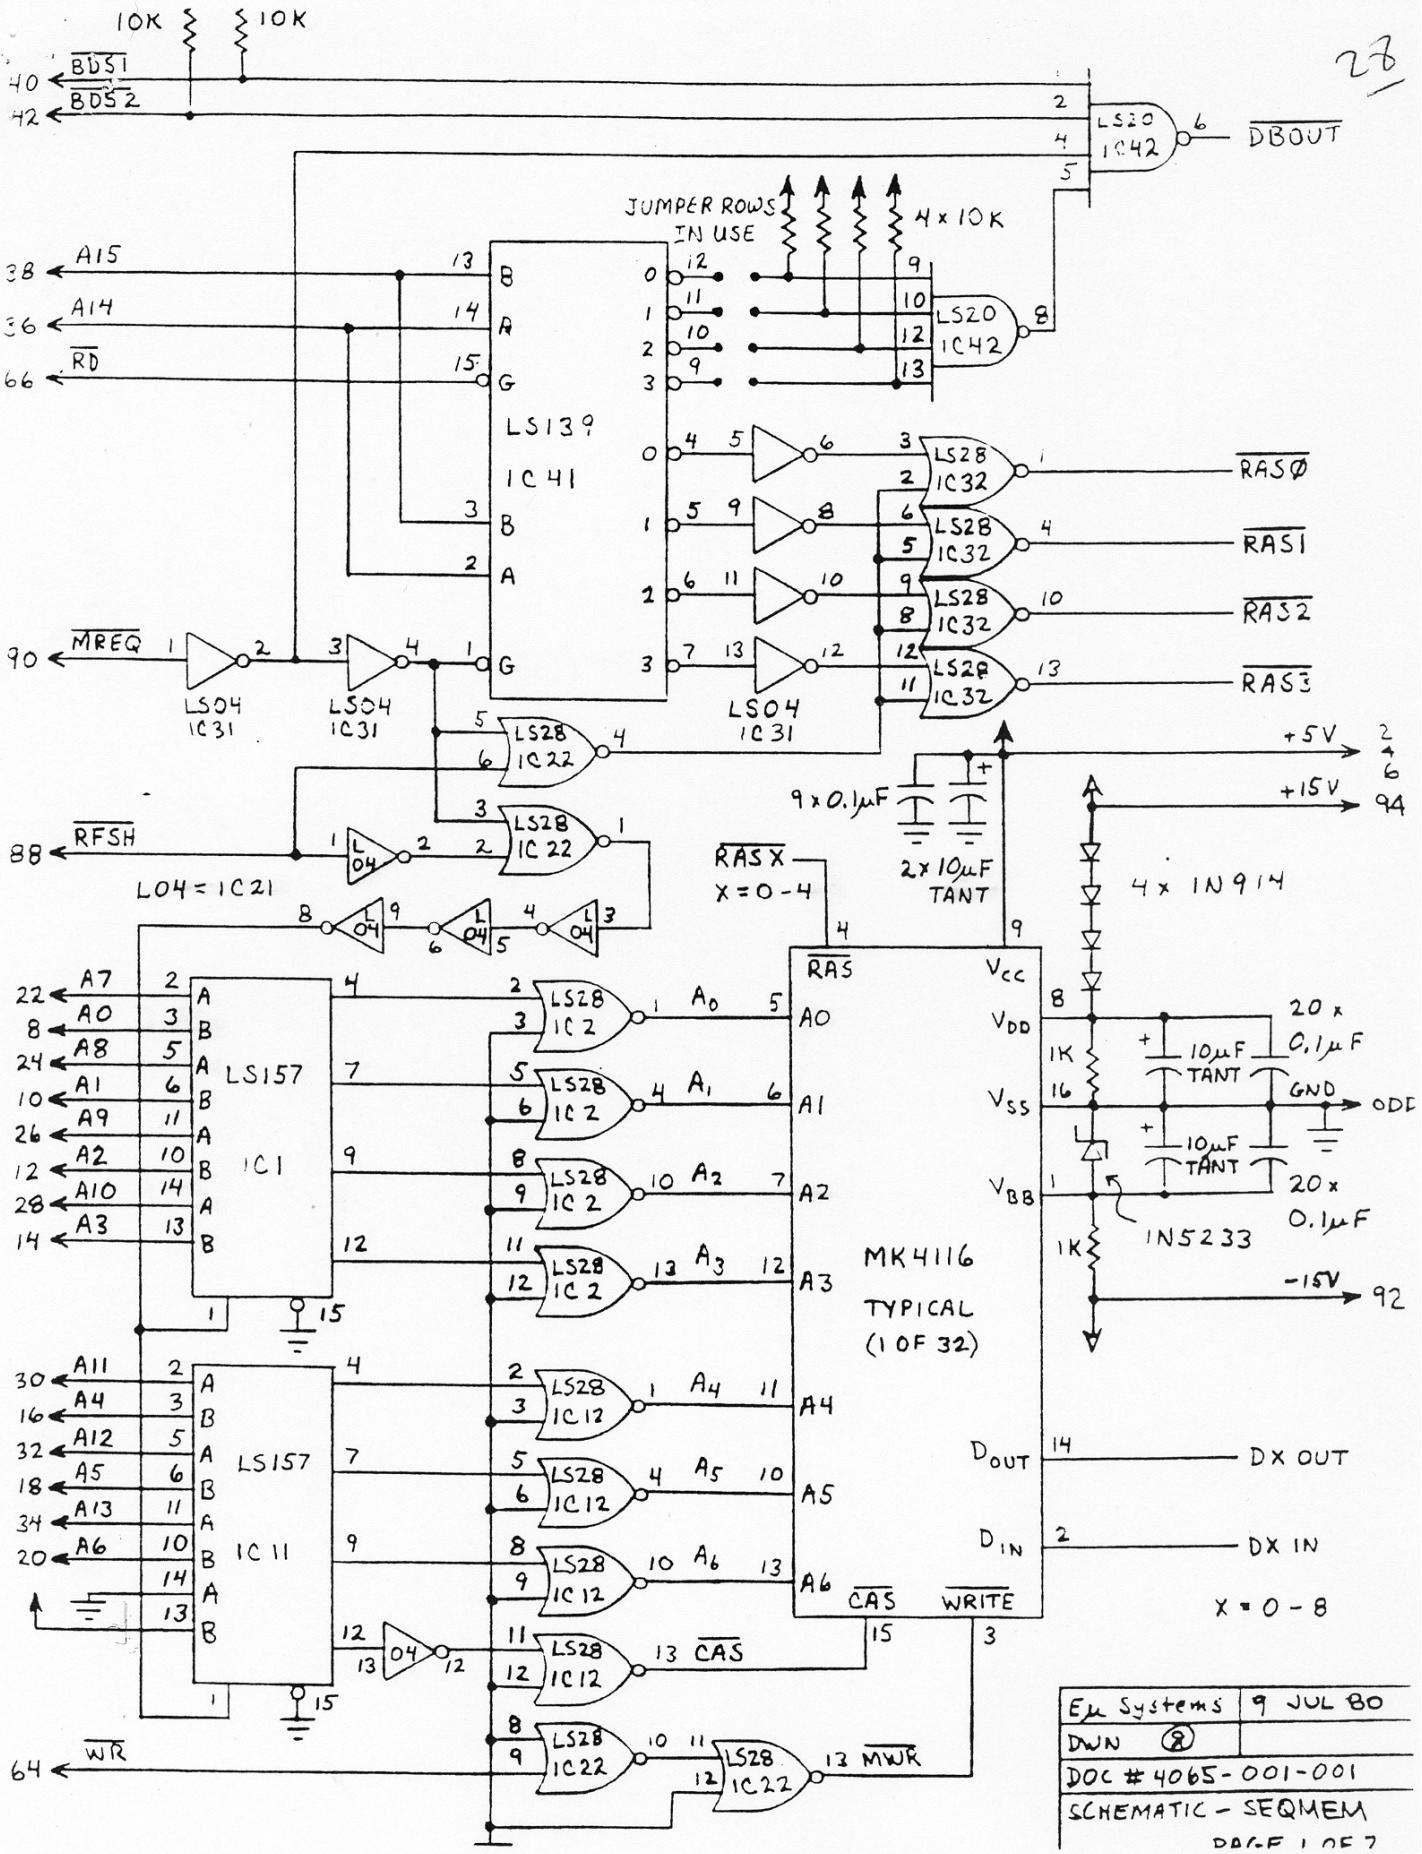 10K 10K
28
40 BDS1 1
42 BDS2 2
LS20 6 DBOUT
4 IC42
5
JUMPER ROWS
IN USE 4 x 10K
38 A15 13 B 0 12 9
36 A14 14 A 1 11 10 LS20 8
2 10 12 IC42
66 RD 15 G 3 9 13
LS139
IC41
0 4 5 6 3 LS28 1 RASØ
2 IC32
3 B 1 5 9 8 6 LS28 4 RAS1
5 IC32
2 A
2 6 11 10 9 LS28 10 RAS2
8 IC32
90 MREQ 1 2 3 4 1 G 3 7 13 12 12 LS28 13 RAS3
11 IC32
LS04 LS04 LS04
IC31 IC31 IC31
5 LS28 4
6 IC22
+5V 2
4
6
9 x 0.1µF +
+15V 94
3 LS28 1
88 RFSH 1 L 2 2 IC22
04
RASX
X = 0-4
2 x 10µF
TANT
4 x 1N914
L04 = IC21
8 L 9 L 4 L 3
04 6 04 5 04
4 9
RAS VCC
22 A7 2 A 4 2 LS28 1 A0 5 A0 VDD 8 20 x
8 A0 3 B 3 IC2 0.1µF
24 A8 5 A LS157 1K + 10µF
TANT
10 A1 6 B 7 5 LS28 4 A1 6 A1 VSS 16 GND ODD
26 A9 11 A 6 IC2 + 10µF
TANT
12 A2 10 B IC1 9 8 LS28 10 A2 7 A2 VBB 1 20 x
28 A10 14 A 9 IC2 0.1µF
14 A3 13 B 12 11 LS28 13 A3 12 A3 1K 1N5233
12 IC2
MK4116
TYPICAL
(1 OF 32)
-15V 92
1 15
30 A11 2 A 4 2 LS28 1 A4 11 A4
16 A4 3 B 3 IC12
32 A12 5 A LS157 7 5 LS28 4 A5 10 A5 DOUT 14 DX OUT
18 A5 6 B 6 IC12
34 A13 11 A
20 A6 10 B IC11 9 8 LS28 10 A6 13 A6 DIN 2 DX IN
14 A 9 IC12
13 B
CAS WRITE
15 3
X = 0-8
12 13 04 12 11 LS28 13 CAS
12 IC12
1 15
64 WR 8 LS28 10 11 LS28 13 MWR
9 IC22 12 IC22
Eµ Systems 9 JUL 80
DWN
DOC # 4065-001-001
SCHEMATIC - SEQMEM
PAGE 1 OF 7